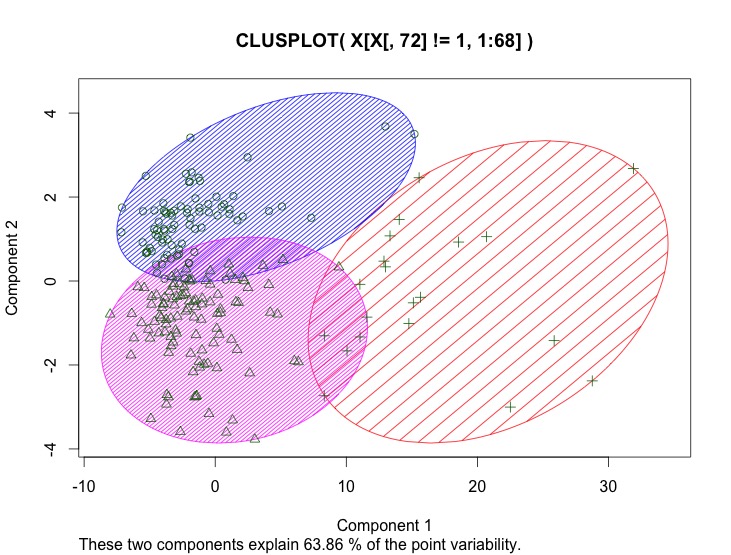 CLUSPLOT( X[X[, 72] != 1, 1:68] )
4
2
0
-2
-4
Component 2
-10 0 10 20 30
Component 1
These two components explain 63.86 % of the point variability.